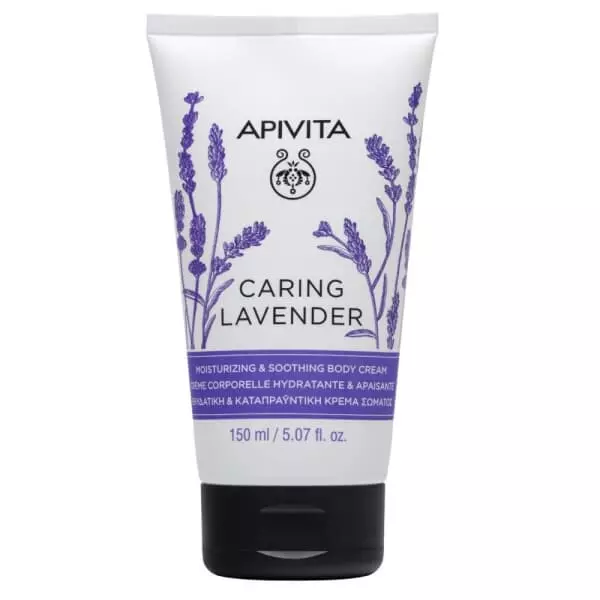 APIVITA
CARING
LAVENDER
MOISTURIZING & SOOTHING BODY CREAM
CRÈME CORPORELLE HYDRATANTE & APAISANTE
& ΚΑΤΑΠΡΑΫΝΤΙΚΗ ΚΡΕΜΑ ΣΩΜΑΤΟΣ
150 ml / 5.07 fl. oz.